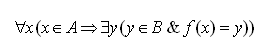 ∀x(x ∈ A ⇒ ∃y(y ∈ B & f(x) = y))